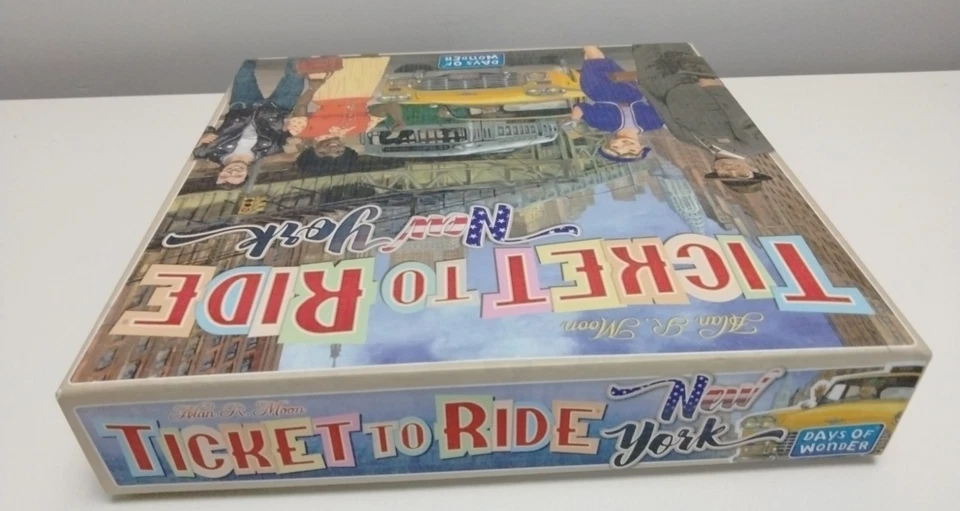 DAYS OF
WONDER
New York
TICKET TO RIDE
Alan R. Moon
Alan R. Moon
TICKET TO RIDE
New
York
DAYS OF
WONDER